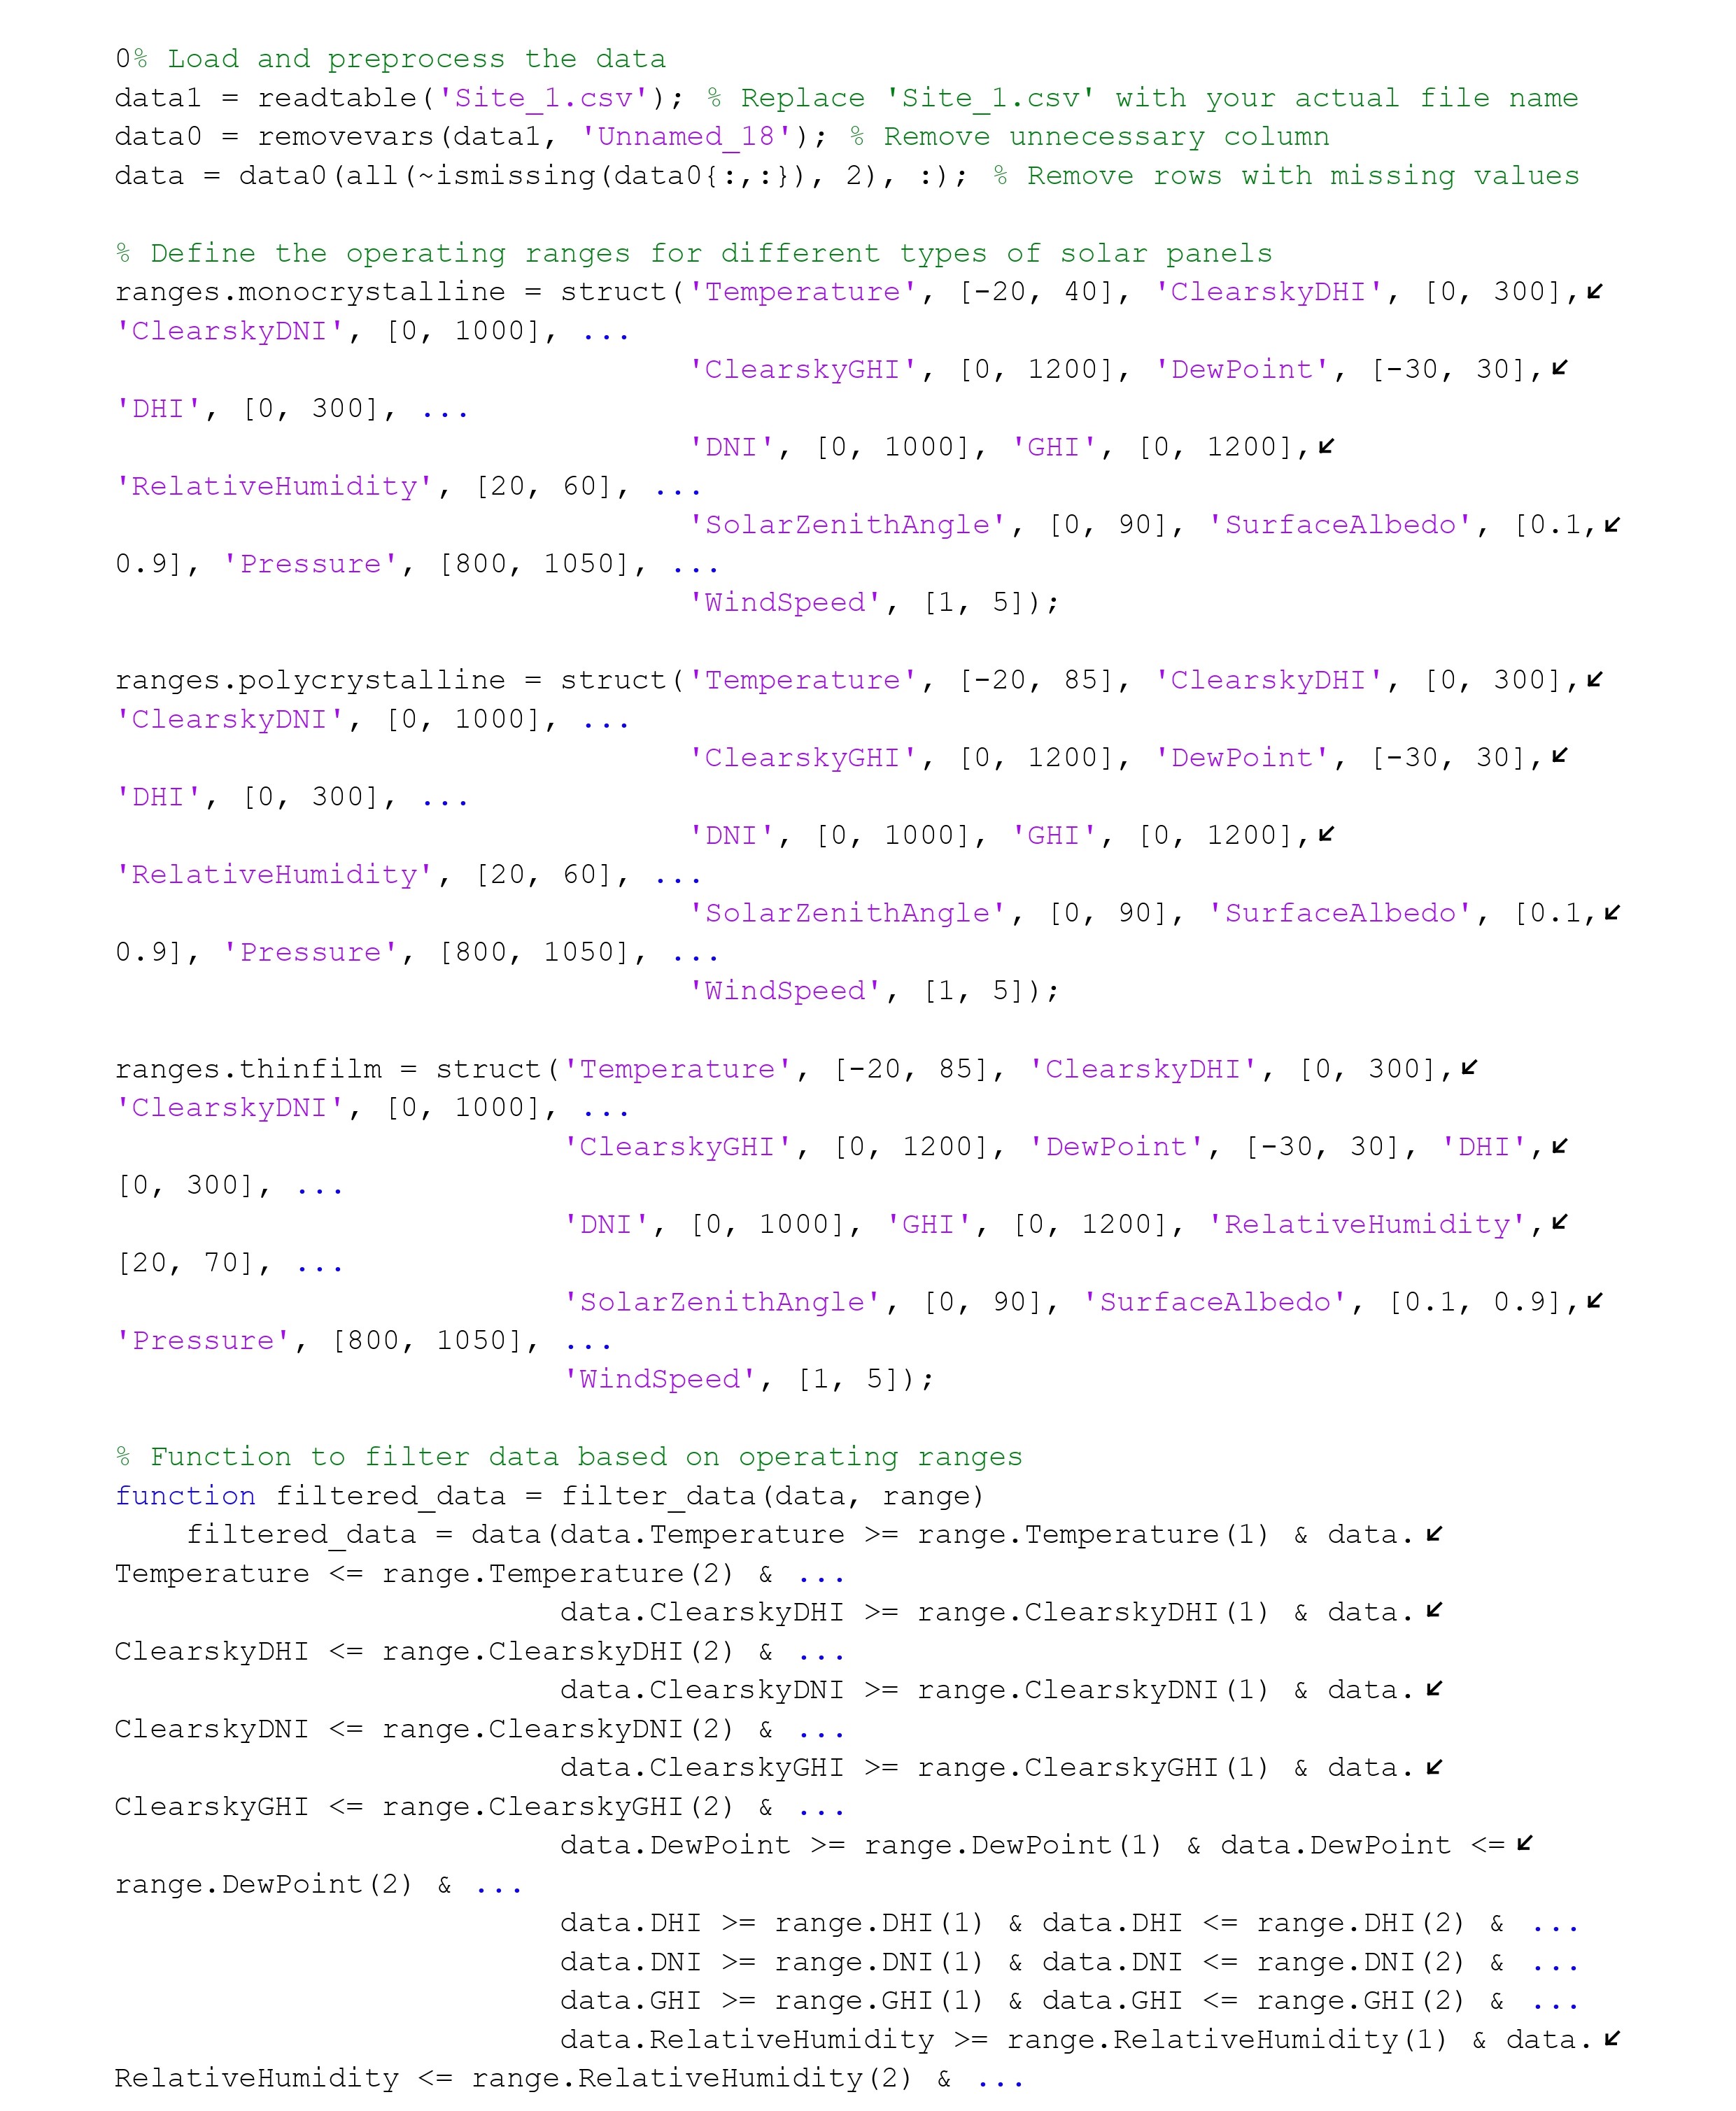 0% Load and preprocess the data
data1 = readtable('Site_1.csv'); % Replace 'Site_1.csv' with your actual file name
data0 = removevars(data1, 'Unnamed_18'); % Remove unnecessary column
data = data0(all(~ismissing(data0{:,:}), 2), :); % Remove rows with missing values
% Define the operating ranges for different types of solar panels
ranges.monocrystalline = struct('Temperature', [-20, 40], 'ClearskyDHI', [0, 300],↙
'ClearskyDNI', [0, 1000], ...
'ClearskyGHI', [0, 1200], 'DewPoint', [-30, 30],↙
'DHI', [0, 300], ...
'DNI', [0, 1000], 'GHI', [0, 1200],↙
'RelativeHumidity', [20, 60], ...
'SolarZenithAngle', [0, 90], 'SurfaceAlbedo', [0.1,↙
0.9], 'Pressure', [800, 1050], ...
'WindSpeed', [1, 5]);
ranges.polycrystalline = struct('Temperature', [-20, 85], 'ClearskyDHI', [0, 300],↙
'ClearskyDNI', [0, 1000], ...
'ClearskyGHI', [0, 1200], 'DewPoint', [-30, 30],↙
'DHI', [0, 300], ...
'DNI', [0, 1000], 'GHI', [0, 1200],↙
'RelativeHumidity', [20, 60], ...
'SolarZenithAngle', [0, 90], 'SurfaceAlbedo', [0.1,↙
0.9], 'Pressure', [800, 1050], ...
'WindSpeed', [1, 5]);
ranges.thinfilm = struct('Temperature', [-20, 85], 'ClearskyDHI', [0, 300],↙
'ClearskyDNI', [0, 1000], ...
'ClearskyGHI', [0, 1200], 'DewPoint', [-30, 30], 'DHI',↙
[0, 300], ...
'DNI', [0, 1000], 'GHI', [0, 1200], 'RelativeHumidity',↙
[20, 70], ...
'SolarZenithAngle', [0, 90], 'SurfaceAlbedo', [0.1, 0.9],↙
'Pressure', [800, 1050], ...
'WindSpeed', [1, 5]);
% Function to filter data based on operating ranges
function filtered_data = filter_data(data, range)
filtered_data = data(data.Temperature >= range.Temperature(1) & data.↙
Temperature <= range.Temperature(2) & ...
data.ClearskyDHI >= range.ClearskyDHI(1) & data.↙
ClearskyDHI <= range.ClearskyDHI(2) & ...
data.ClearskyDNI >= range.ClearskyDNI(1) & data.↙
ClearskyDNI <= range.ClearskyDNI(2) & ...
data.ClearskyGHI >= range.ClearskyGHI(1) & data.↙
ClearskyGHI <= range.ClearskyGHI(2) & ...
data.DewPoint >= range.DewPoint(1) & data.DewPoint <=↙
range.DewPoint(2) & ...
data.DHI >= range.DHI(1) & data.DHI <= range.DHI(2) & ...
data.DNI >= range.DNI(1) & data.DNI <= range.DNI(2) & ...
data.GHI >= range.GHI(1) & data.GHI <= range.GHI(2) & ...
data.RelativeHumidity >= range.RelativeHumidity(1) & data.↙
RelativeHumidity <= range.RelativeHumidity(2) & ...